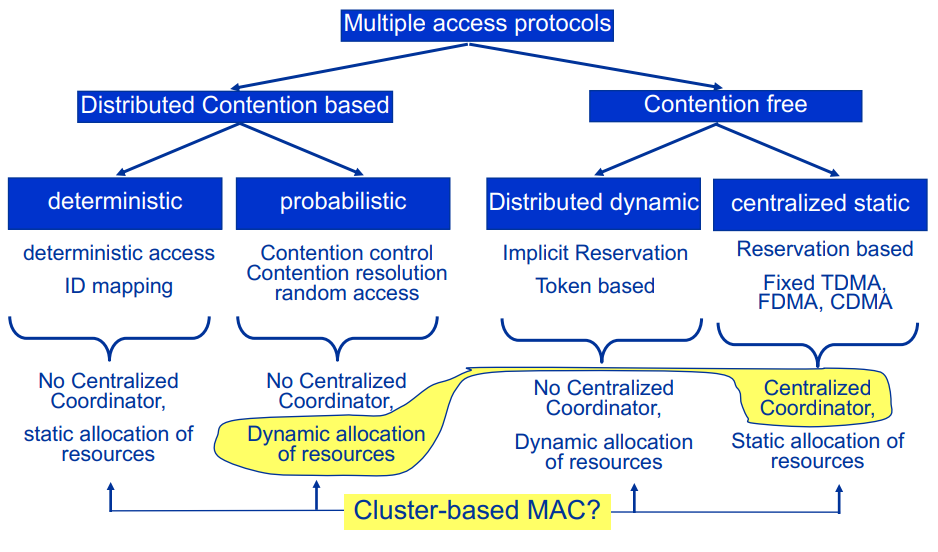 Multiple access protocols
Distributed Contention based
Contention free
deterministic
probabilistic
Distributed dynamic
centralized static
deterministic access
ID mapping
Contention control
Contention resolution
random access
Implicit Reservation
Token based
Reservation based
Fixed TDMA,
FDMA, CDMA
No Centralized
Coordinator,
static allocation of
resources
No Centralized
Coordinator,
Dynamic allocation
of resources
No Centralized
Coordinator,
Dynamic allocation
of resources
Centralized
Coordinator,
Static allocation of
resources
Cluster-based MAC?